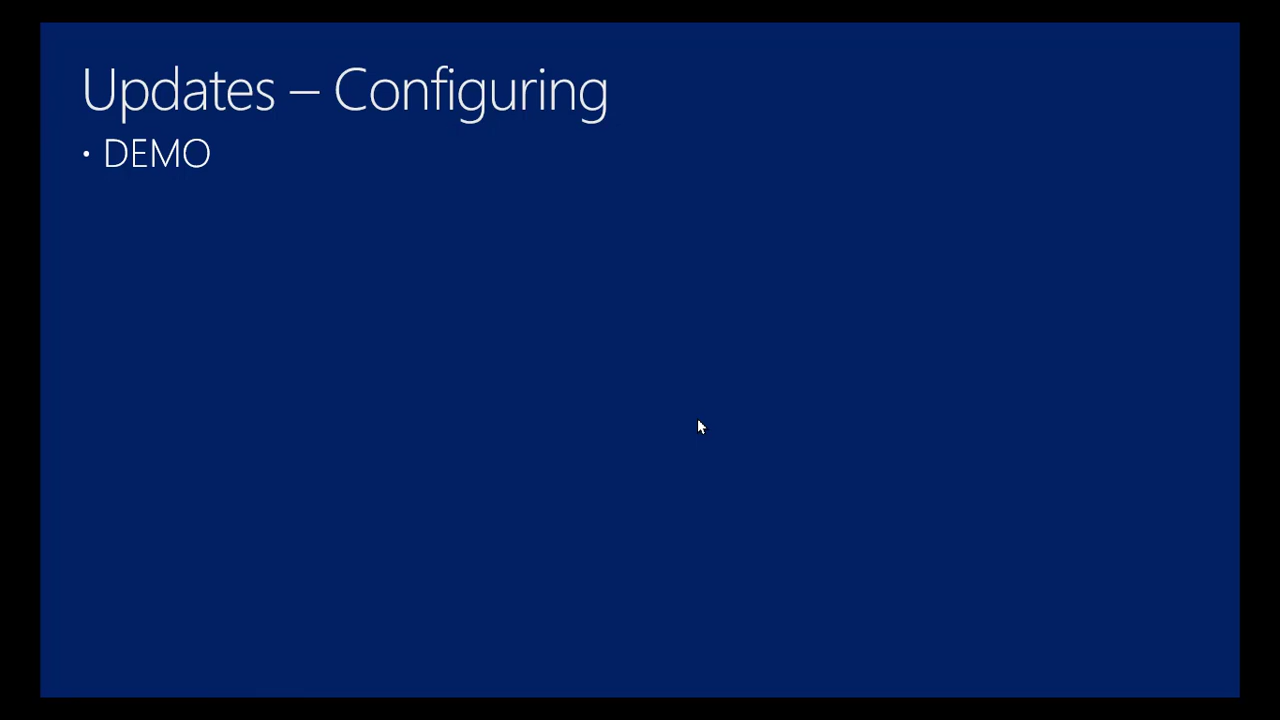 Updates – Configuring
• DEMO